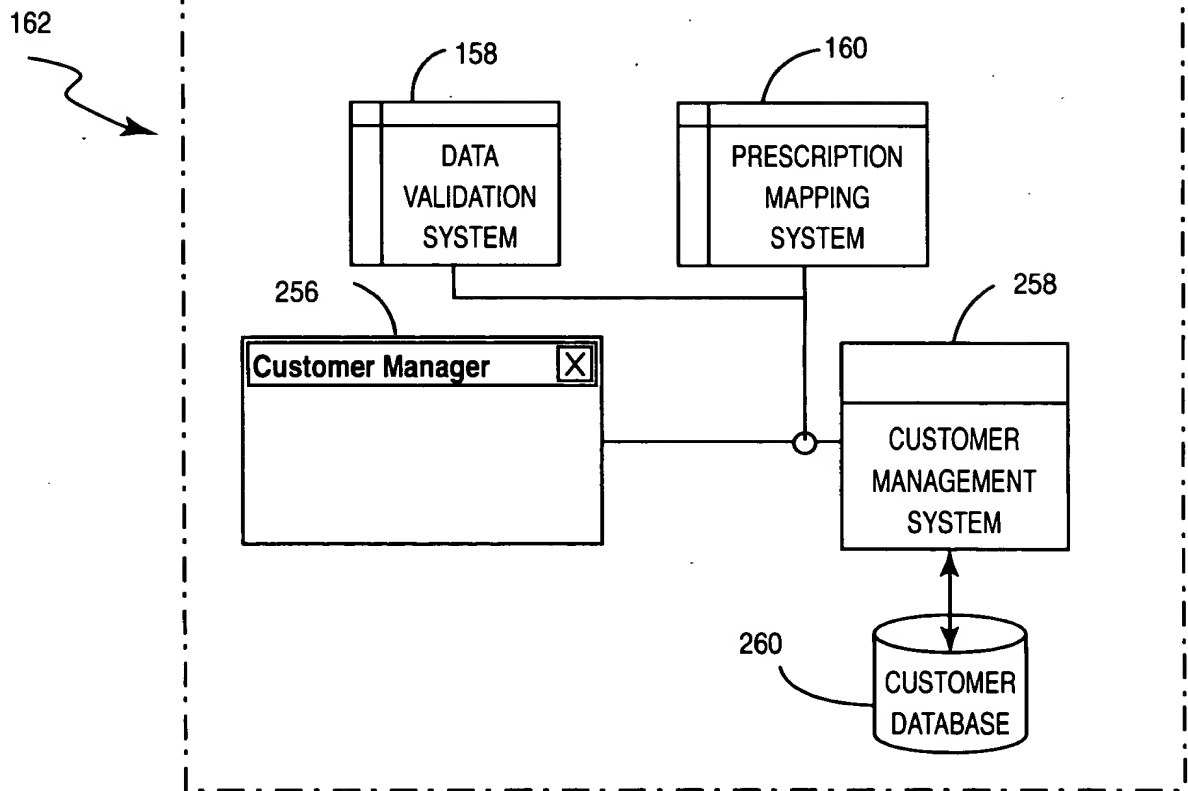 162
158
160
DATA
VALIDATION
SYSTEM
PRESCRIPTION
MAPPING
SYSTEM
256
258
Customer Manager X
CUSTOMER
MANAGEMENT
SYSTEM
260
CUSTOMER
DATABASE